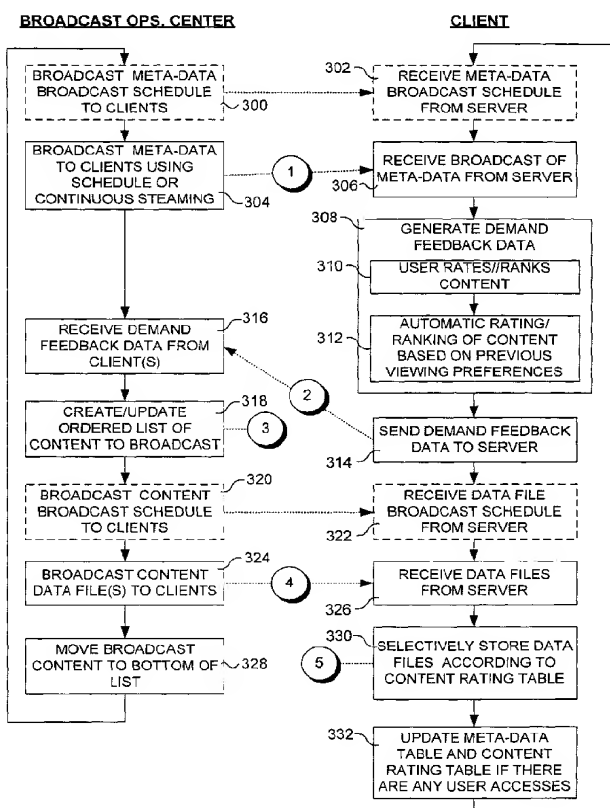 BROADCAST OPS. CENTER
BROADCAST META-DATA
BROADCAST SCHEDULE
TO CLIENTS
300
BROADCAST META-DATA
TO CLIENTS USING
SCHEDULE OR
CONTINUOUS STEAMING
304
1
316
RECEIVE DEMAND
FEEDBACK DATA FROM
CLIENT(S)
2
318
CREATE/UPDATE
ORDERED LIST OF
CONTENT TO BROADCAST
3
320
BROADCAST CONTENT
BROADCAST SCHEDULE
TO CLIENTS
324
BROADCAST CONTENT
DATA FILE(S) TO CLIENTS
4
MOVE BROADCAST
CONTENT TO BOTTOM OF
LIST
328
CLIENT
302
RECEIVE META-DATA
BROADCAST SCHEDULE
FROM SERVER
RECEIVE BROADCAST OF
META-DATA FROM SERVER
306
308
GENERATE DEMAND
FEEDBACK DATA
310
USER RATES//RANKS
CONTENT
312
AUTOMATIC RATING/
RANKING OF CONTENT
BASED ON PREVIOUS
VIEWING PREFERENCES
SEND DEMAND FEEDBACK
DATA TO SERVER
314
RECEIVE DATA FILE
BROADCAST SCHEDULE
FROM SERVER
322
RECEIVE DATA FILES
FROM SERVER
326
330
SELECTIVELY STORE DATA
FILES ACCORDING TO
CONTENT RATING TABLE
5
332
UPDATE META-DATA
TABLE AND CONTENT
RATING TABLE IF THERE
ARE ANY USER ACCESSES